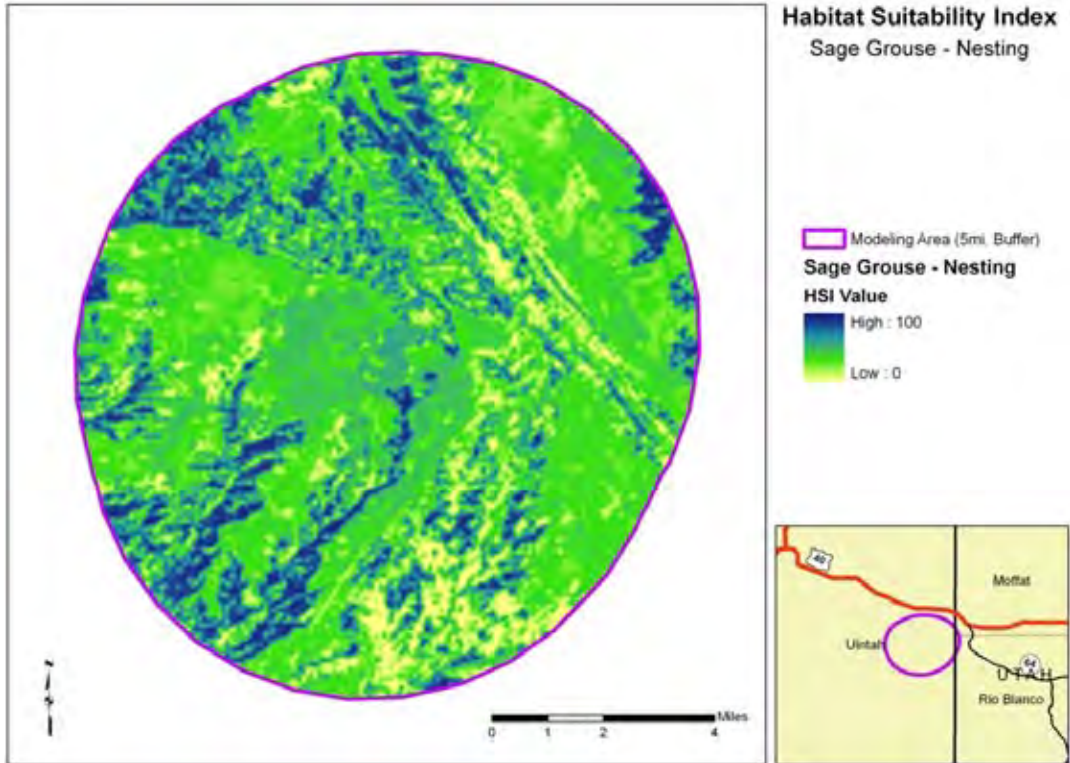 Habitat Suitability Index
Sage Grouse - Nesting
Modeling Area (5mi. Buffer)
Sage Grouse - Nesting
HSI Value
High : 100
Low : 0
Miles
0 1 2 4
40
Moffat
Uintah
64
UTAH
Rio Blanco